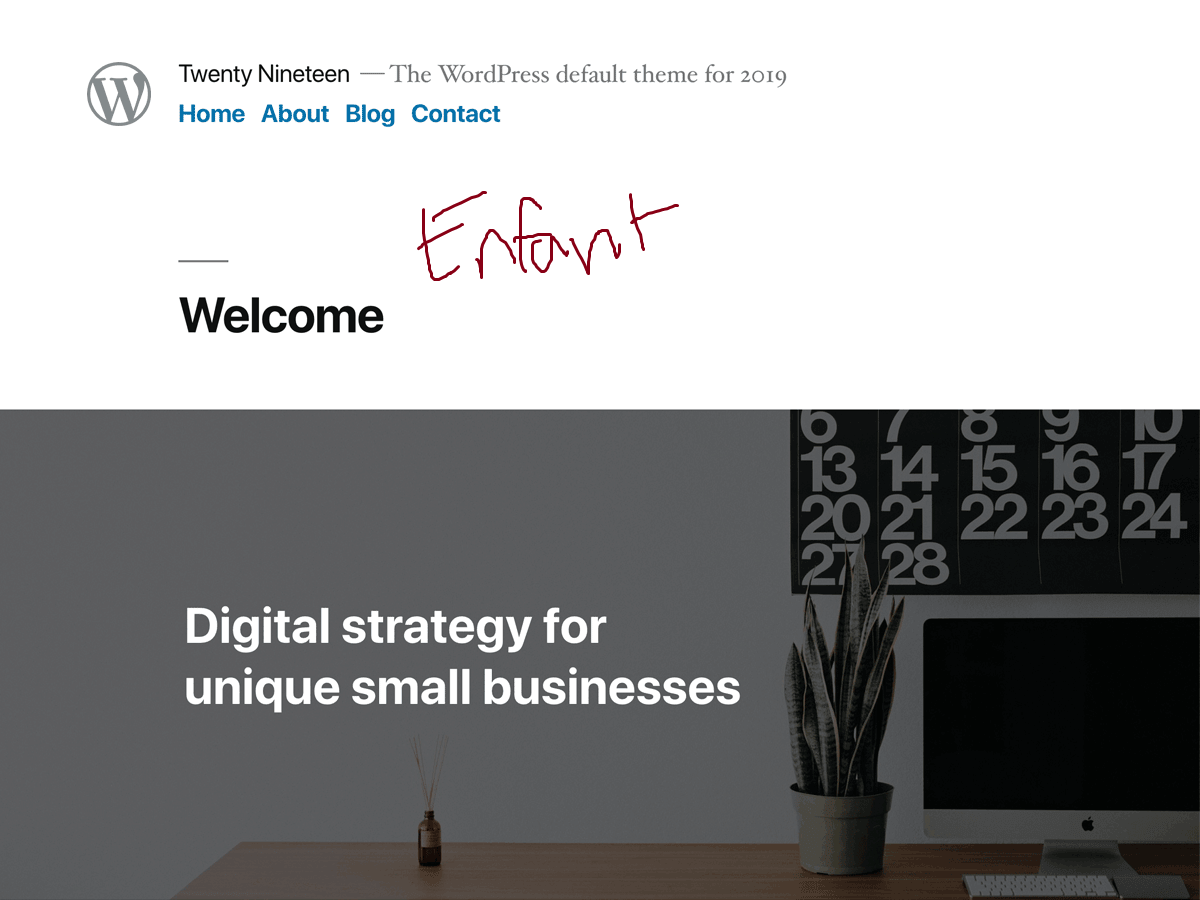 Twenty Nineteen — The WordPress default theme for 2019
Home About Blog Contact
Enfant
Welcome
6 7 8 9 10
13 14 15 16 17
20 21 22 23 24
27 28
Digital strategy for
unique small businesses